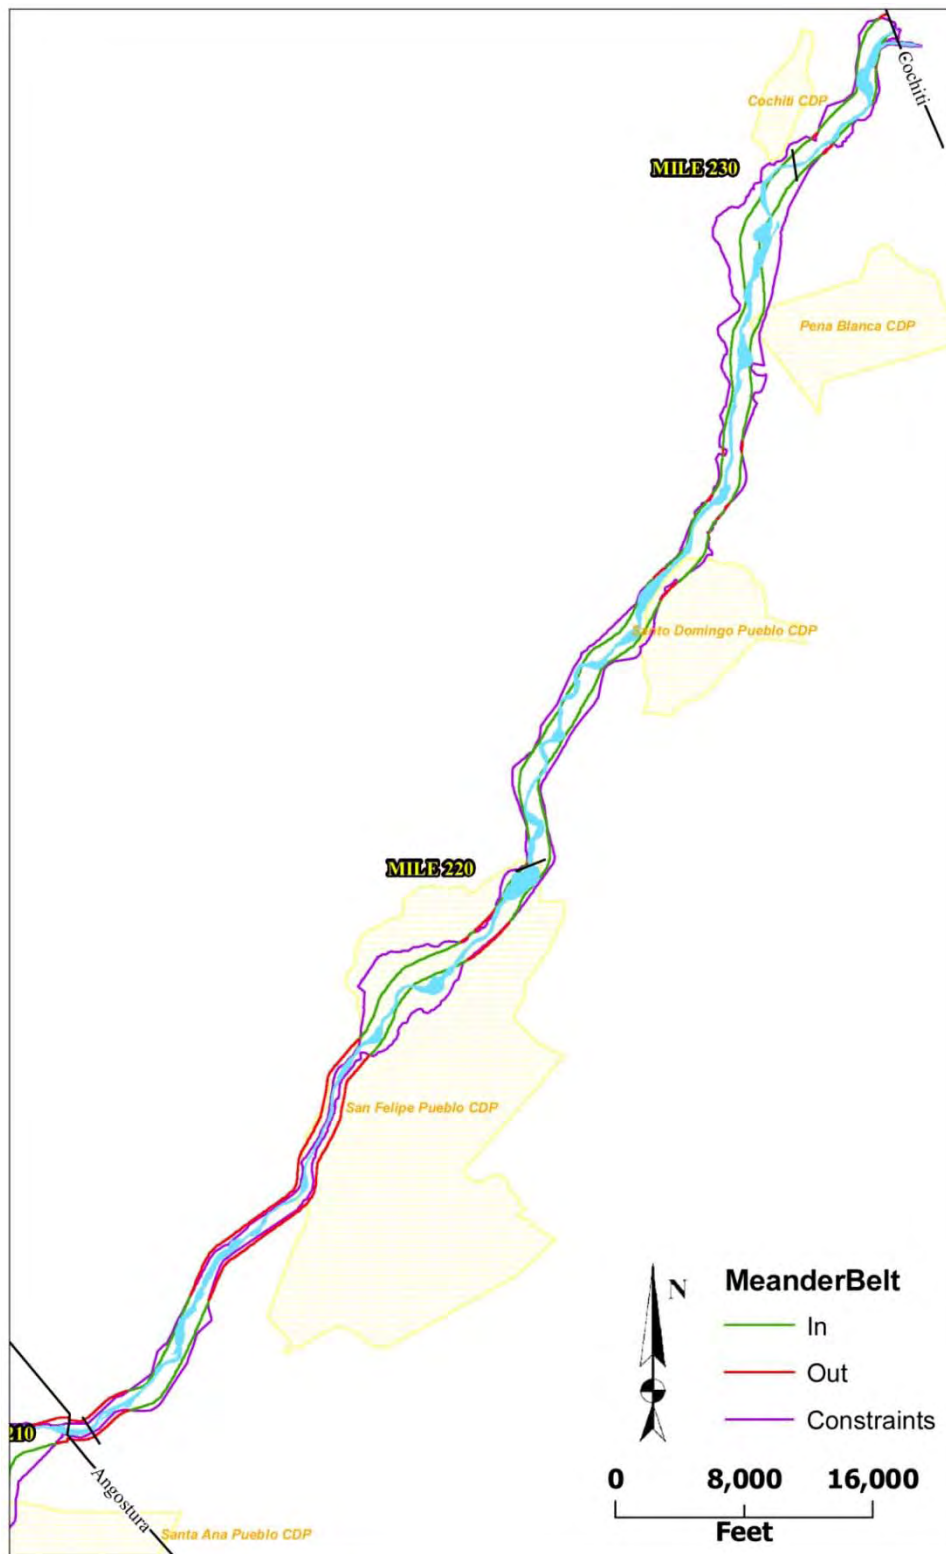 Cochiti
Cochiti CDP
MILE 230
Pena Blanca CDP
Santo Domingo Pueblo CDP
MILE 220
San Felipe Pueblo CDP
N
MeanderBelt
In
Out
Constraints
210
Angostura
0 8,000 16,000
Feet
Santa Ana Pueblo CDP